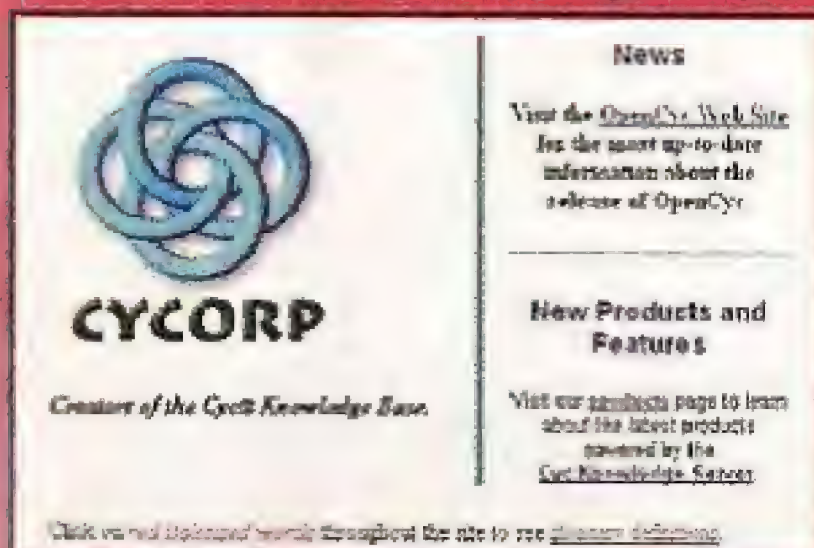 CYCORP
Creators of the Cyc® Knowledge Base.
News
Visit the OpenCyc Web Site
for the most up-to-date
information about the
release of OpenCyc
New Products and
Features
Visit our products page to learn
about the latest products
powered by the
Cyc Knowledge Server
Click on red italicized words throughout the site to see glossary definitions.